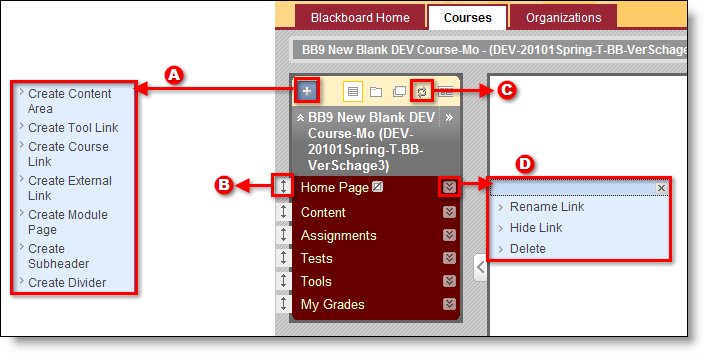 Blackboard Home
Courses
Organizations
BB9 New Blank DEV Course-Mo - (DEV-20101Spring-T-BB-VerSchage
A
C
Create Content
Area
Create Tool Link
Create Course
Link
Create External
Link
Create Module
Page
Create
Subheader
Create Divider
BB9 New Blank DEV
Course-Mo (DEV-
20101Spring-T-BB-
VerSchage3)
B
D
Home Page
Content
Assignments
Tests
Tools
My Grades
Rename Link
Hide Link
Delete